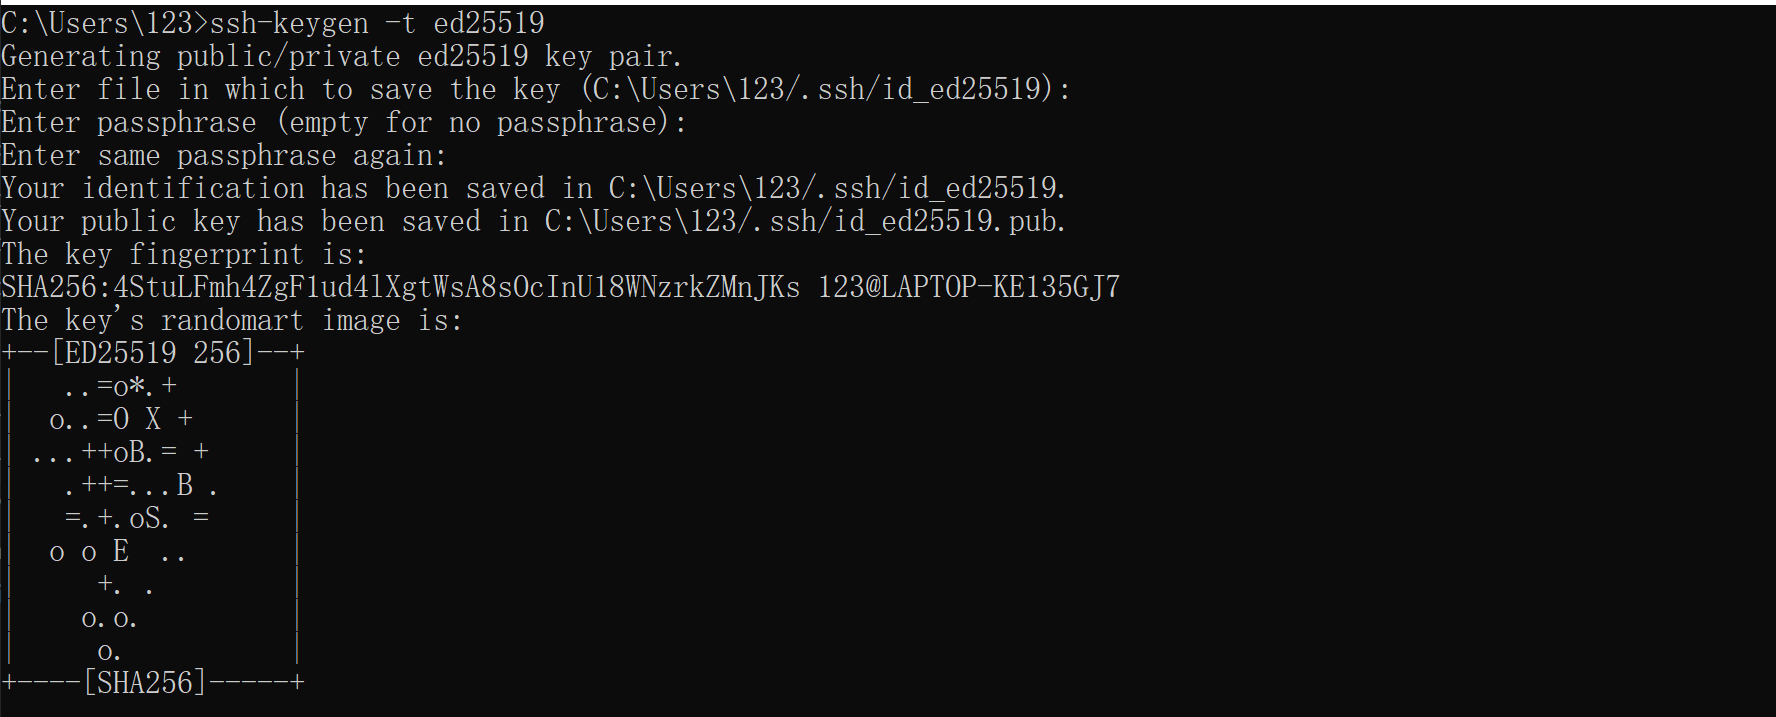 C:\Users\123>ssh-keygen -t ed25519
Generating public/private ed25519 key pair.
Enter file in which to save the key (C:\Users\123/.ssh/id_ed25519):
Enter passphrase (empty for no passphrase):
Enter same passphrase again:
Your identification has been saved in C:\Users\123/.ssh/id_ed25519.
Your public key has been saved in C:\Users\123/.ssh/id_ed25519.pub.
The key fingerprint is:
SHA256:4StuLFmh4ZgF1ud4lXgtWsA8sOcInU18WNzrkZMnJKs 123@LAPTOP-KE135GJ7
The key's randomart image is:
+--[ED25519 256]--+
|   ..=o*.+       |
|  o..=O X +      |
| ...++oB.= +     |
|   .++=...B .    |
|   =.+.oS. =     |
|  o o E  ..      |
|     +. .        |
|    o.o.         |
|     o.          |
+----[SHA256]-----+